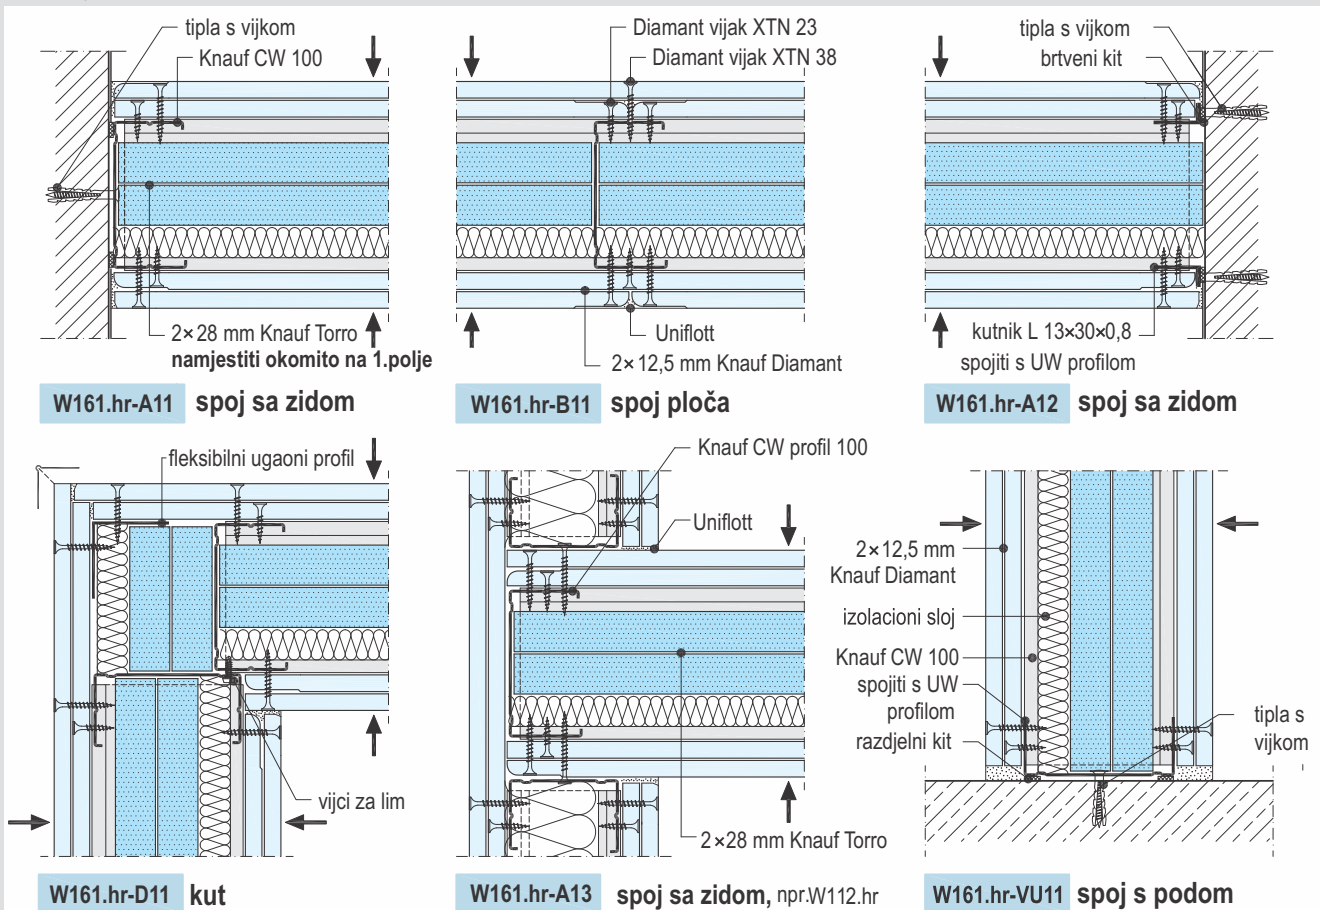 tipla s vijkom
Knauf CW 100
2×28 mm Knauf Torro
namjestiti okomito na 1.polje
W161.hr-A11 spoj sa zidom
Diamant vijak XTN 23
Diamant vijak XTN 38
Uniflott
2×12,5 mm Knauf Diamant
W161.hr-B11 spoj ploča
tipla s vijkom
brtveni kit
kutnik L 13×30×0,8
spojiti s UW profilom
W161.hr-A12 spoj sa zidom
fleksibilni ugaoni profil
vijci za lim
W161.hr-D11 kut
Knauf CW profil 100
Uniflott
2×28 mm Knauf Torro
W161.hr-A13 spoj sa zidom, npr.W112.hr
2×12,5 mm
Knauf Diamant
izolacioni sloj
Knauf CW 100
spojiti s UW
profilom
razdjelni kit
tipla s
vijkom
W161.hr-VU11 spoj s podom